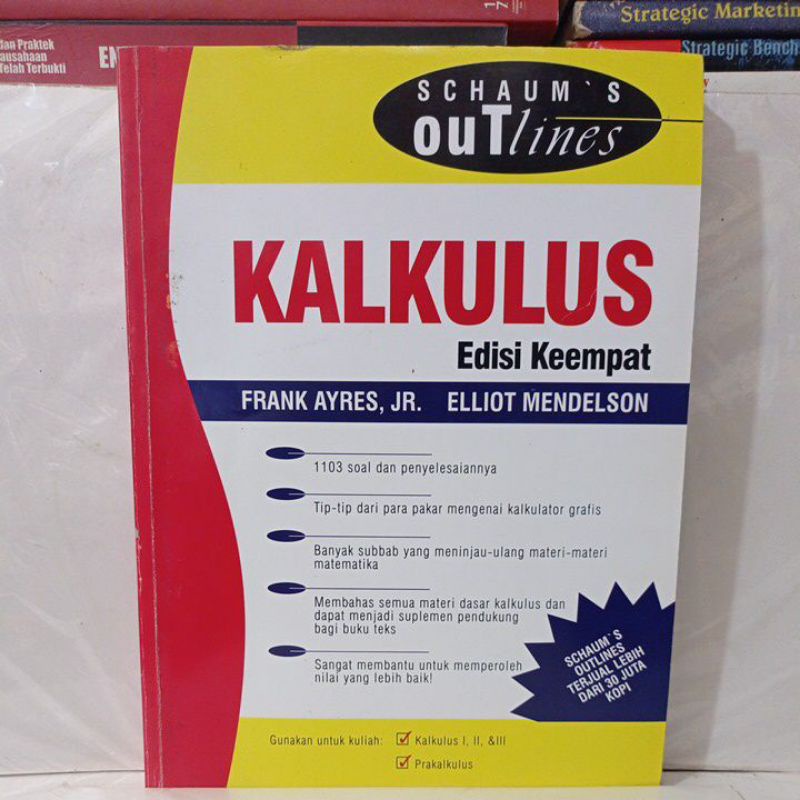 dan Praktek
ausahaan
Telah Terbukti
EN
17
Strategic Marketin
Strategic Bench
SCHAUM`S
ouTlines
KALKULUS
Edisi Keempat
FRANK AYRES, JR. ELLIOT MENDELSON
1103 soal dan penyelesaiannya
Tip-tip dari para pakar mengenai kalkulator grafis
Banyak subbab yang meninjau-ulang materi-materi
matematika
Membahas semua materi dasar kalkulus dan
dapat menjadi suplemen pendukung
bagi buku teks
Sangat membantu untuk memperoleh
nilai yang lebih baik!
SCHAUM`S
OUTLINES
TERJUAL LEBIH
DARI 30 JUTA
KOPI
Gunakan untuk kuliah: Kalkulus I, II, &III
Prakalkulus